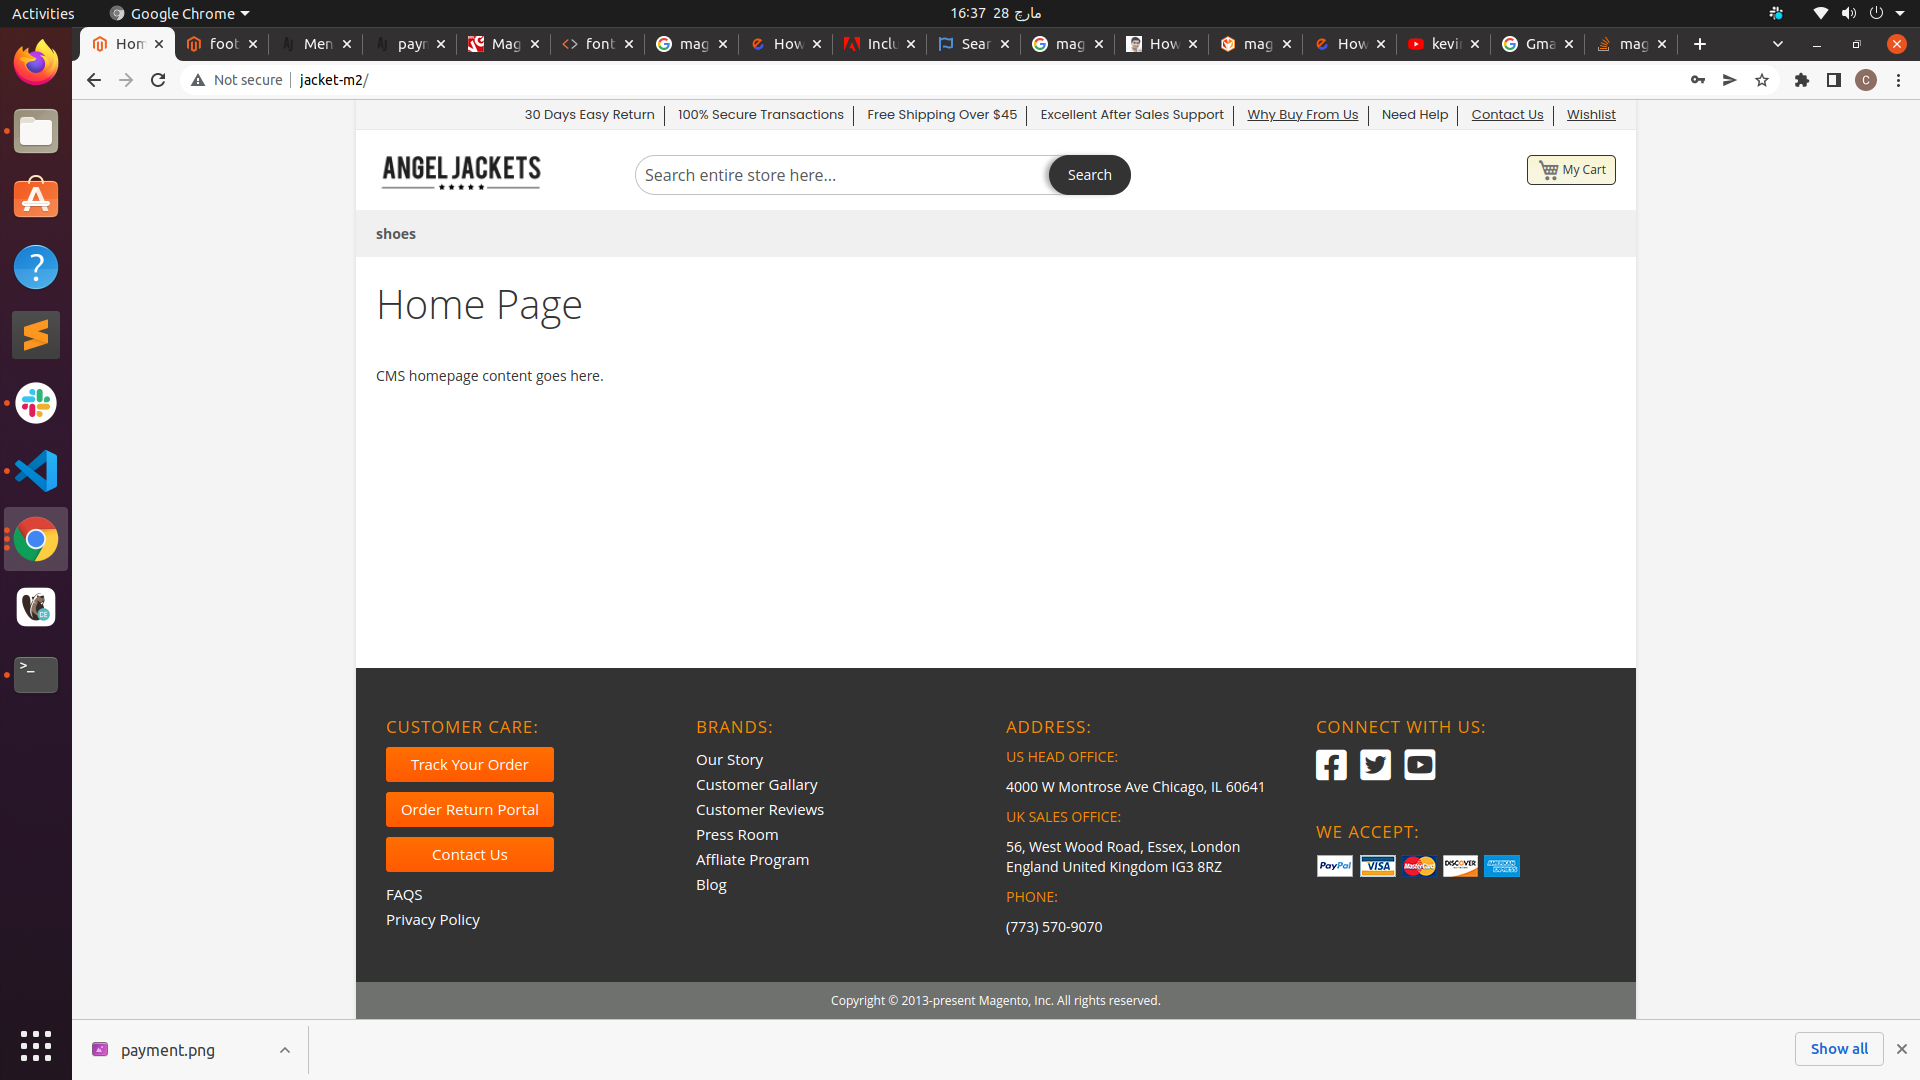 Activities
Google Chrome
مارچ 28 16:37
Hom
foot
Men
payn
Mag
font
mag
How
Inclu
Sear
mag
How
mag
How
kevin
Gma
mag
Not secure
jacket-m2/
C
30 Days Easy Return
100% Secure Transactions
Free Shipping Over $45
Excellent After Sales Support
Why Buy From Us
Need Help
Contact Us
Wishlist
ANGEL JACKETS
Search entire store here...
Search
My Cart
shoes
Home Page
CMS homepage content goes here.
CUSTOMER CARE:
Track Your Order
Order Return Portal
Contact Us
FAQS
Privacy Policy
BRANDS:
Our Story
Customer Gallary
Customer Reviews
Press Room
Affliate Program
Blog
ADDRESS:
US HEAD OFFICE:
4000 W Montrose Ave Chicago, IL 60641
UK SALES OFFICE:
56, West Wood Road, Essex, London
England United Kingdom IG3 8RZ
PHONE:
(773) 570-9070
CONNECT WITH US:
WE ACCEPT:
PayPal
VISA
MasterCard
DISCOVER
AMERICAN EXPRESS
Copyright © 2013-present Magento, Inc. All rights reserved.
payment.png
Show all